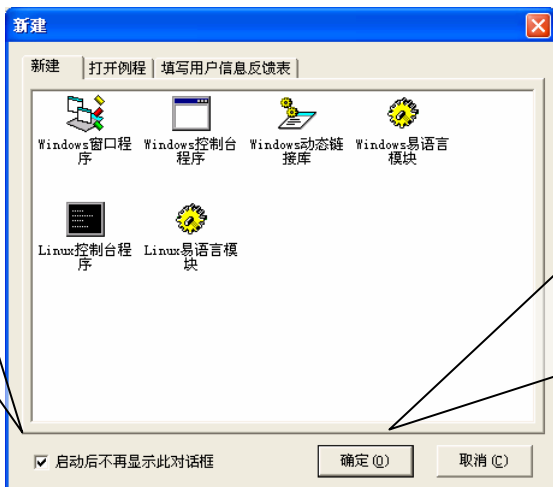 新建
新建 打开例程 填写用户信息反馈表
Windows窗口程 Windows控制台 Windows动态链 Windows易语言
序 程序 接库 模块
Linux控制台程 Linux易语言模
序 块
启动后不再显示此对话框 确定(O) 取消(C)